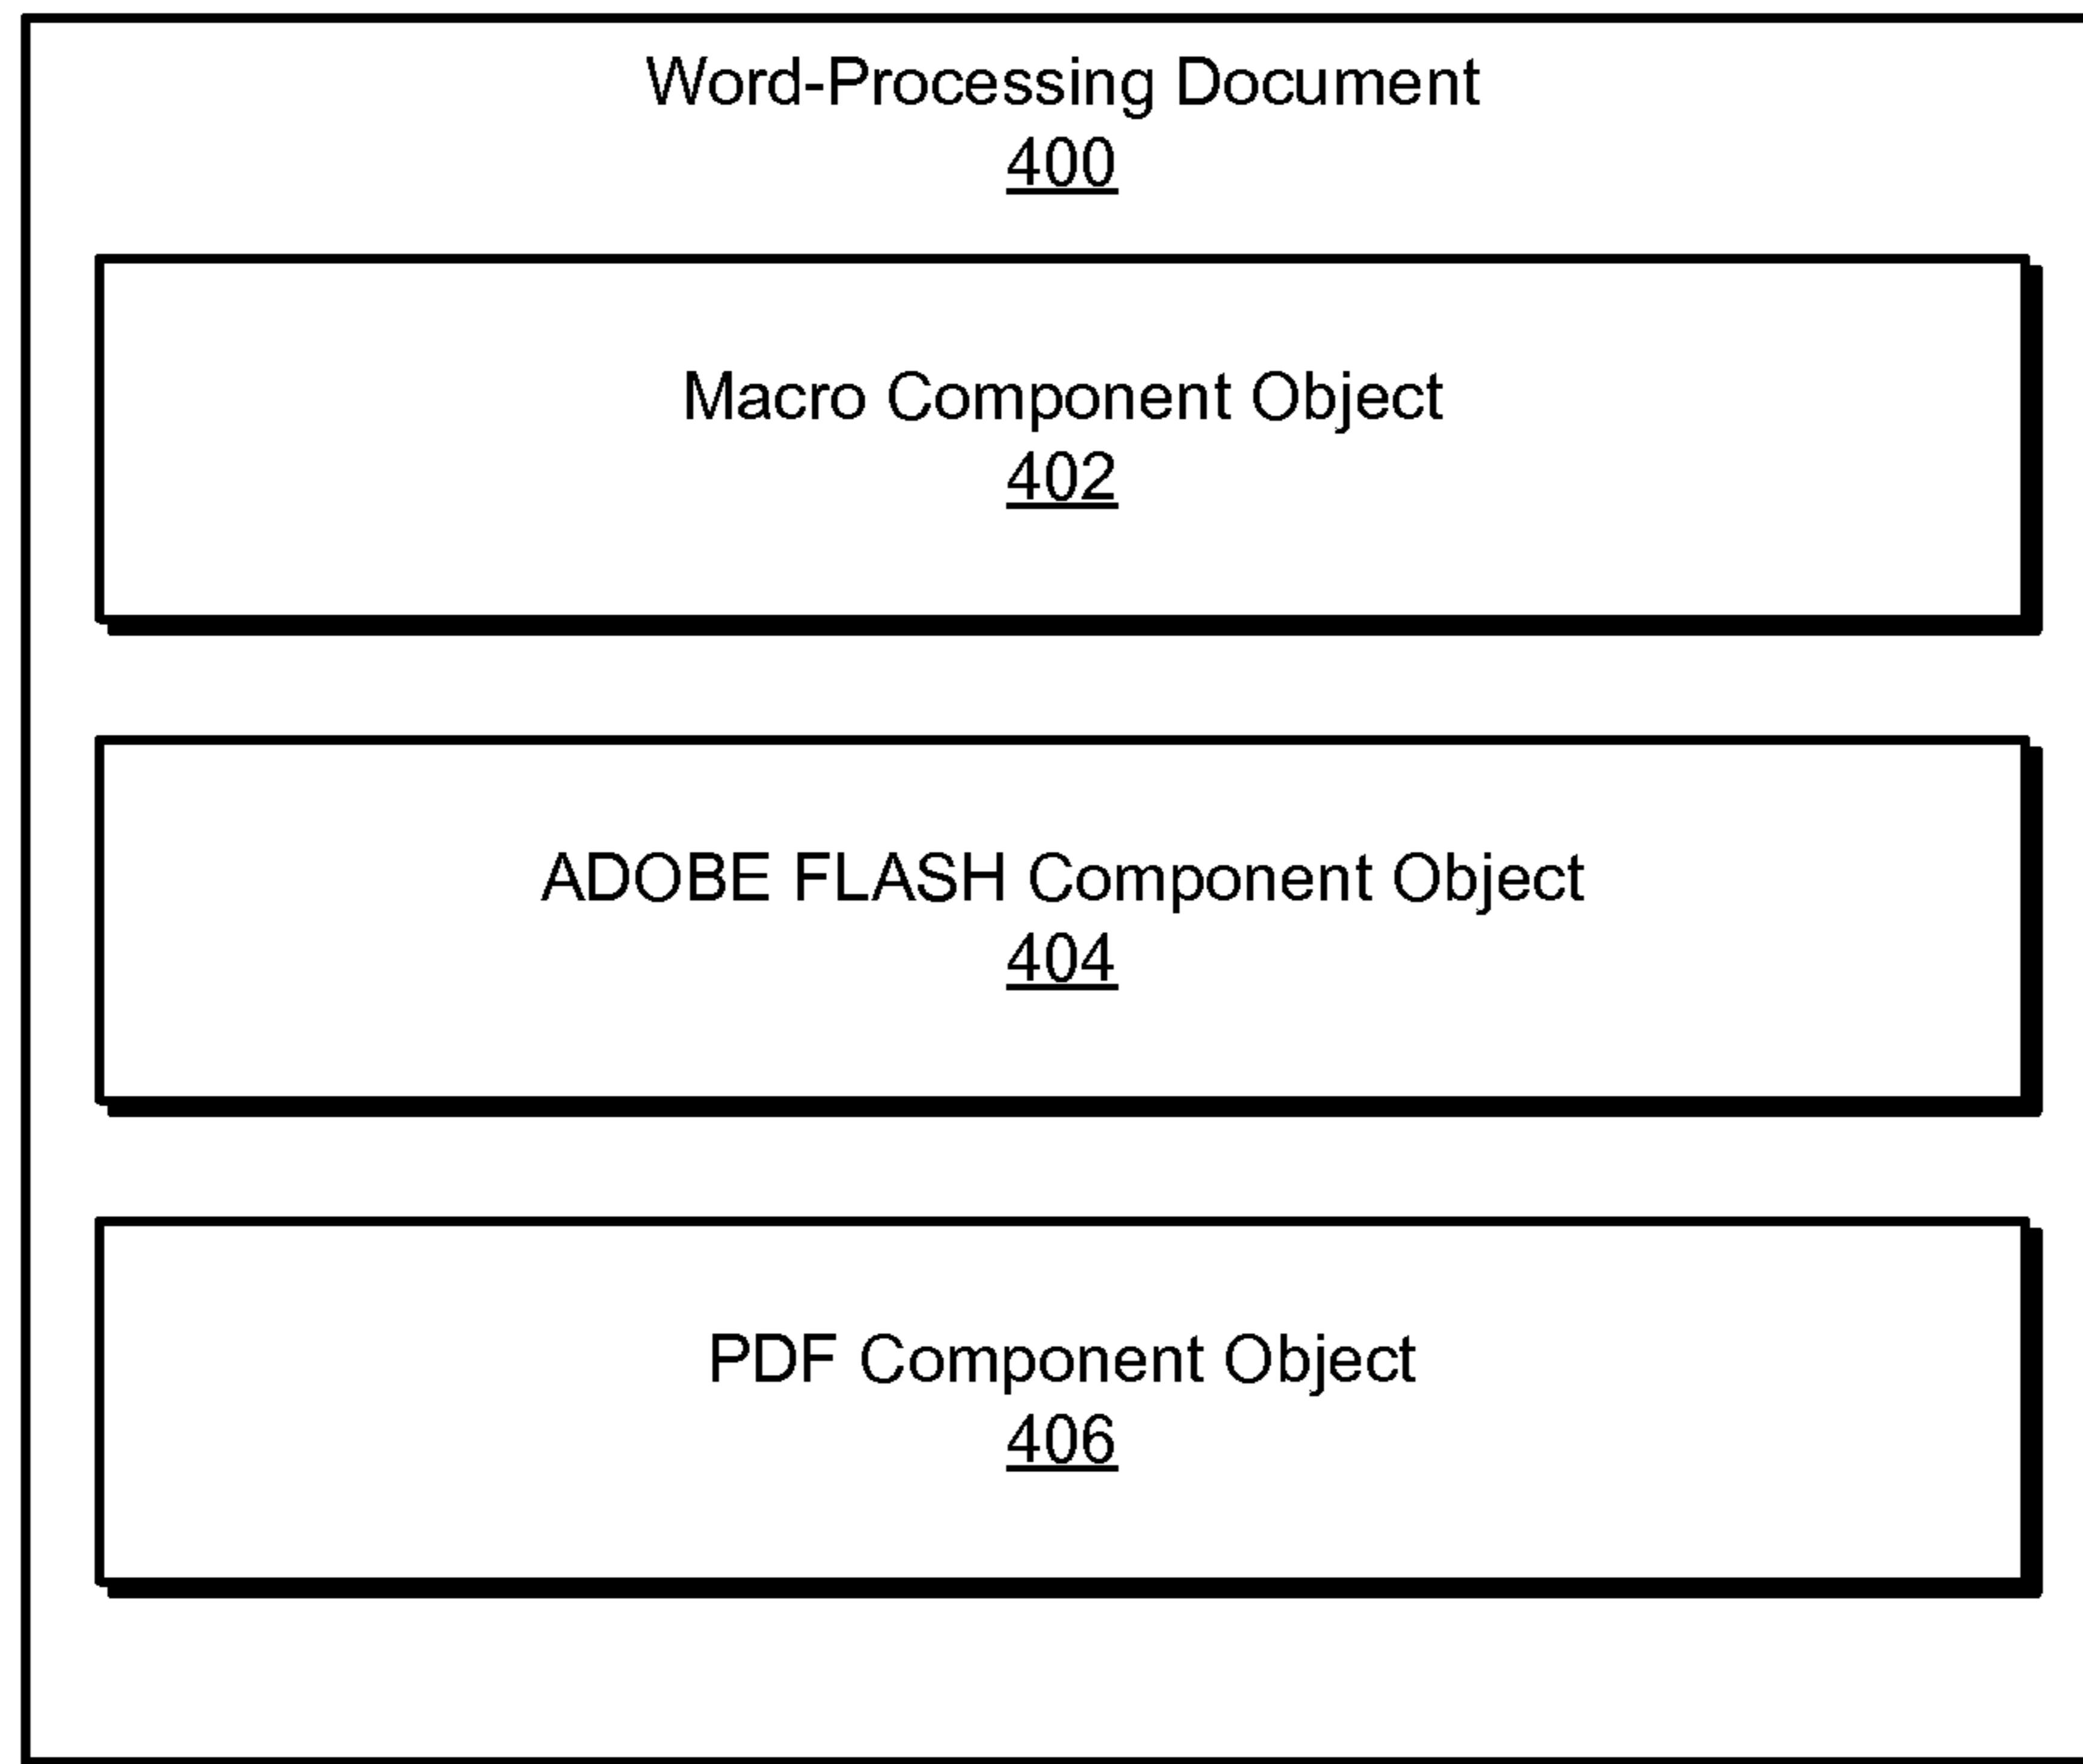 Word-Processing Document
400
Macro Component Object
402
ADOBE FLASH Component Object
404
PDF Component Object
406